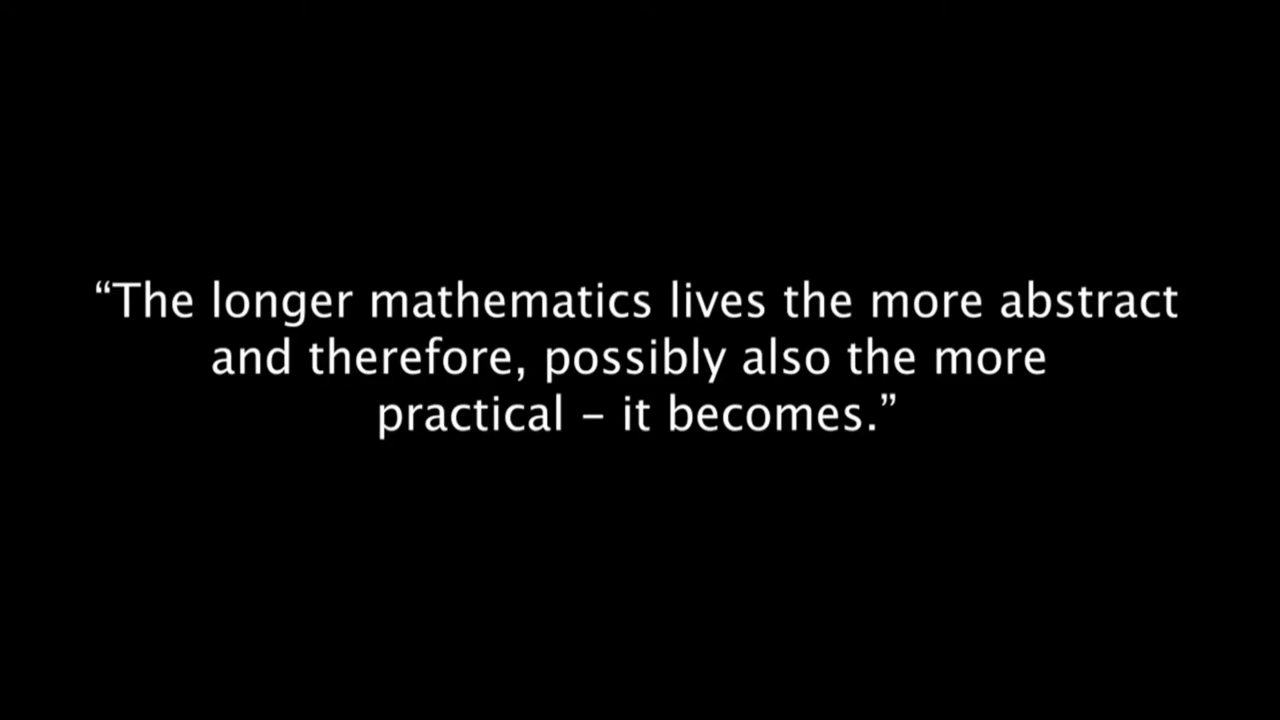 “The longer mathematics lives the more abstract
and therefore, possibly also the more
practical – it becomes.”